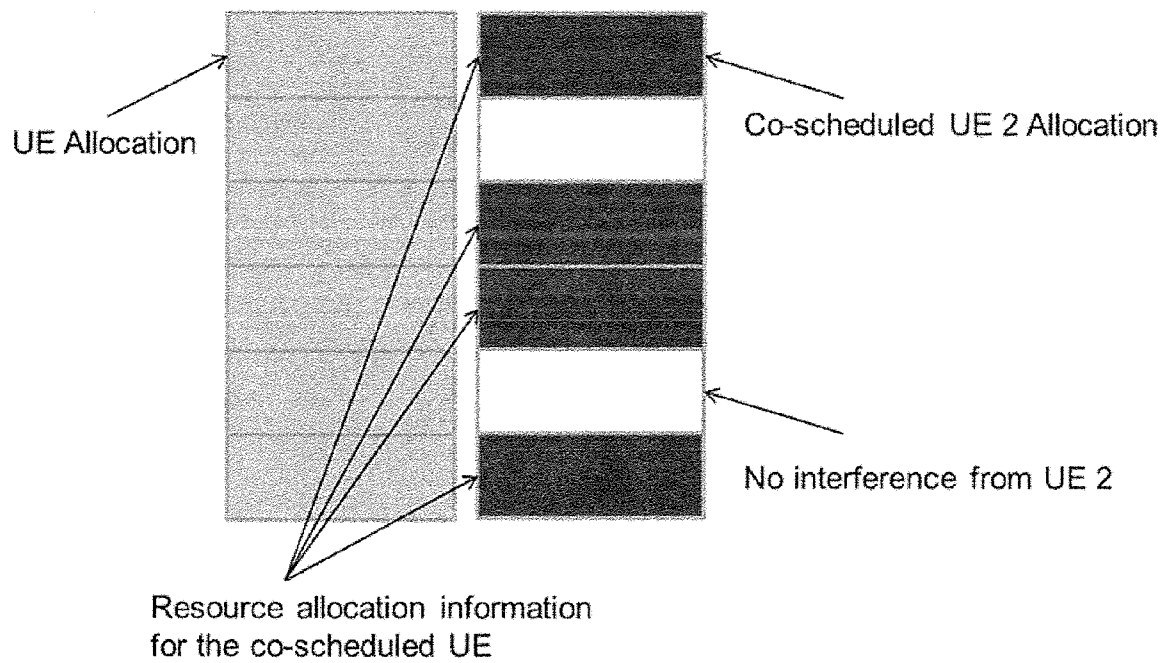 UE Allocation
Co-scheduled UE 2 Allocation
No interference from UE 2
Resource allocation information
for the co-scheduled UE